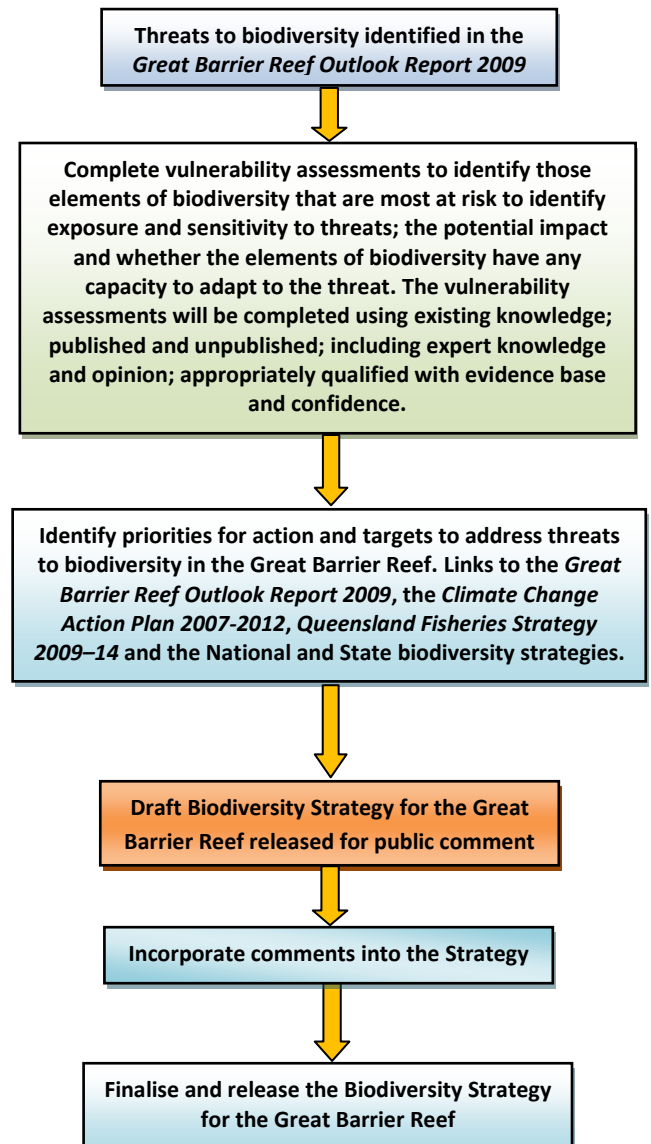 Threats to biodiversity identified in the
Great Barrier Reef Outlook Report 2009
Complete vulnerability assessments to identify those
elements of biodiversity that are most at risk to identify
exposure and sensitivity to threats; the potential impact
and whether the elements of biodiversity have any
capacity to adapt to the threat. The vulnerability
assessments will be completed using existing knowledge;
published and unpublished; including expert knowledge
and opinion; appropriately qualified with evidence base
and confidence.
Identify priorities for action and targets to address threats
to biodiversity in the Great Barrier Reef. Links to the Great
Barrier Reef Outlook Report 2009, the Climate Change
Action Plan 2007-2012, Queensland Fisheries Strategy
2009–14 and the National and State biodiversity strategies.
Draft Biodiversity Strategy for the Great
Barrier Reef released for public comment
Incorporate comments into the Strategy
Finalise and release the Biodiversity Strategy
for the Great Barrier Reef